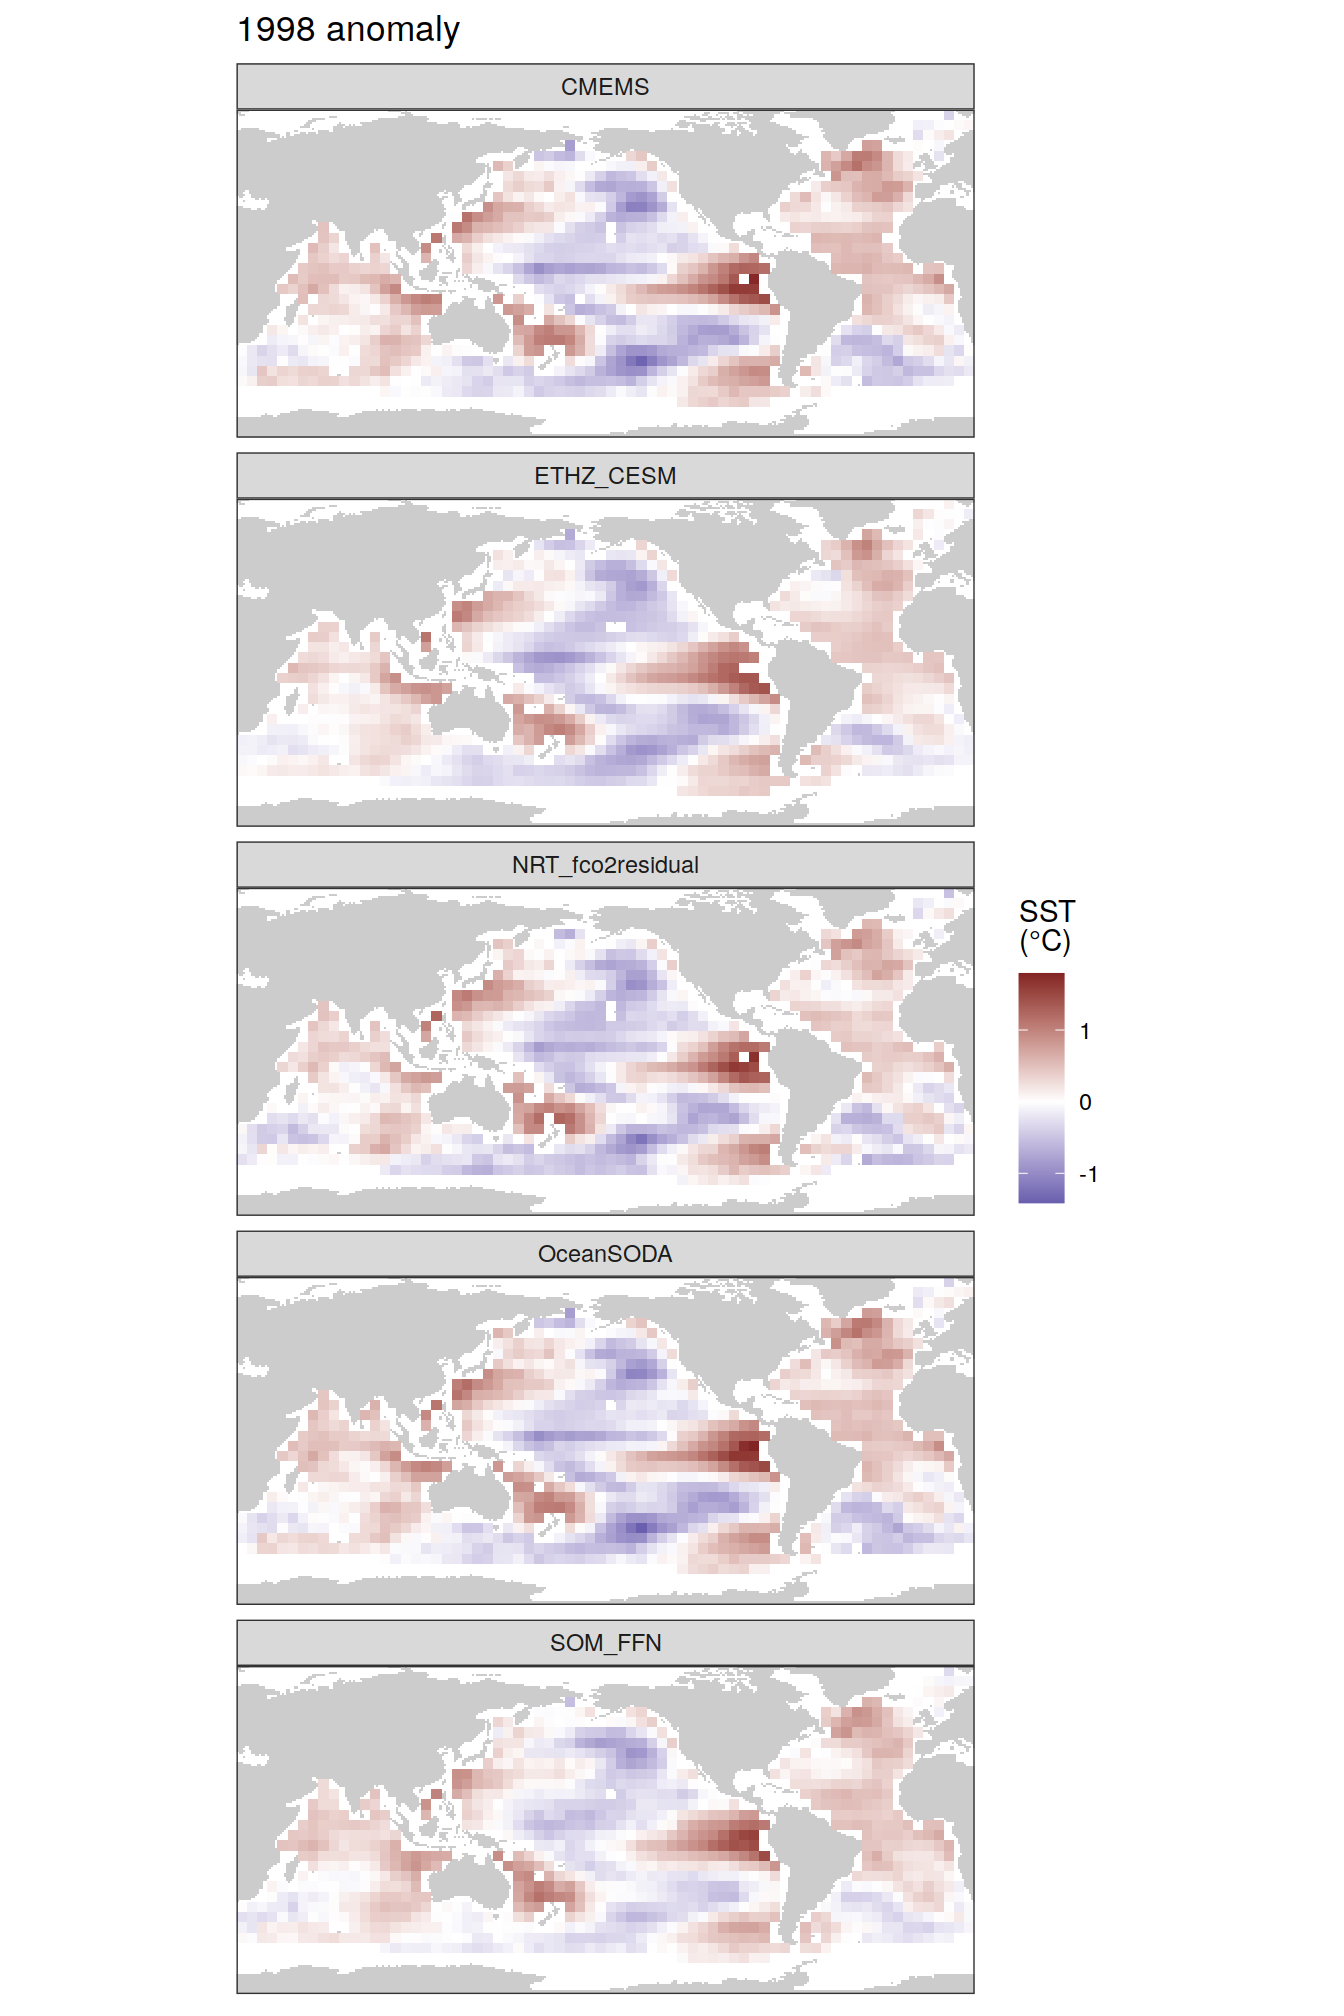 1998 anomaly
CMEMS
ETHZ_CESM
NRT_fco2residual
SST
(°C)
1
0
-1
OceanSODA
SOM_FFN